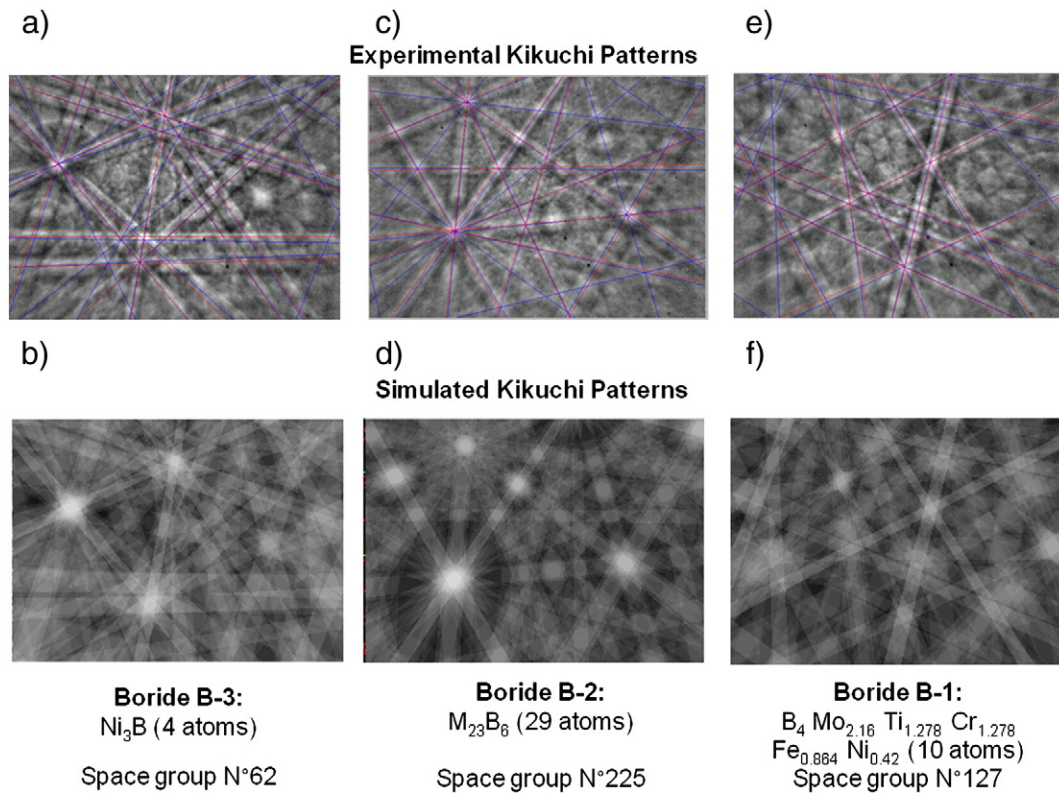 a)
c)
e)
Experimental Kikuchi Patterns
b)
d)
f)
Simulated Kikuchi Patterns
Boride B-3:
Ni₃B (4 atoms)
Space group N°62
Boride B-2:
M₂₃B₆ (29 atoms)
Space group N°225
Boride B-1:
B₄ Mo₂.₁₆ Ti₁.₂₇₈ Cr₁.₂₇₈
Fe₀.₈₆₄ Ni₀.₄₂ (10 atoms)
Space group N°127